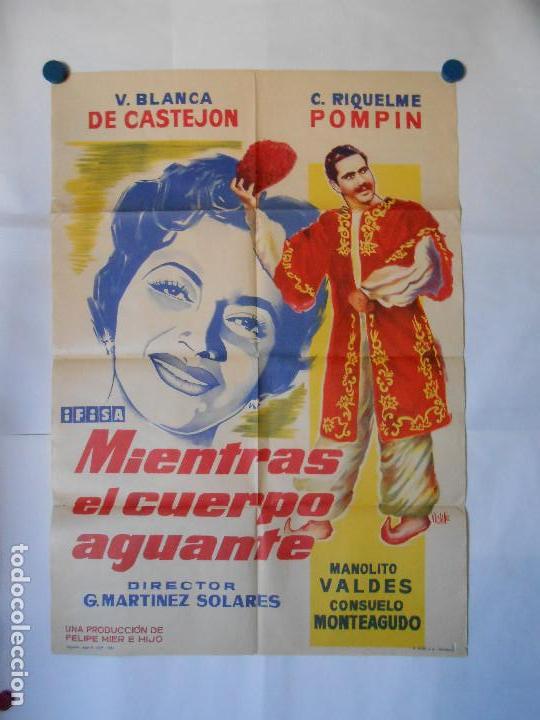 V. BLANCA
DE CASTEJON
C. RIQUELME
POMPIN
IFISA
Mientras
el cuerpo
aguante
DIRECTOR
G. MARTINEZ SOLARES
MANOLITO
VALDES
CONSUELO
MONTEAGUDO
UNA PRODUCCIÓN DE
FELIPE MIER E HIJO
todocoleccion